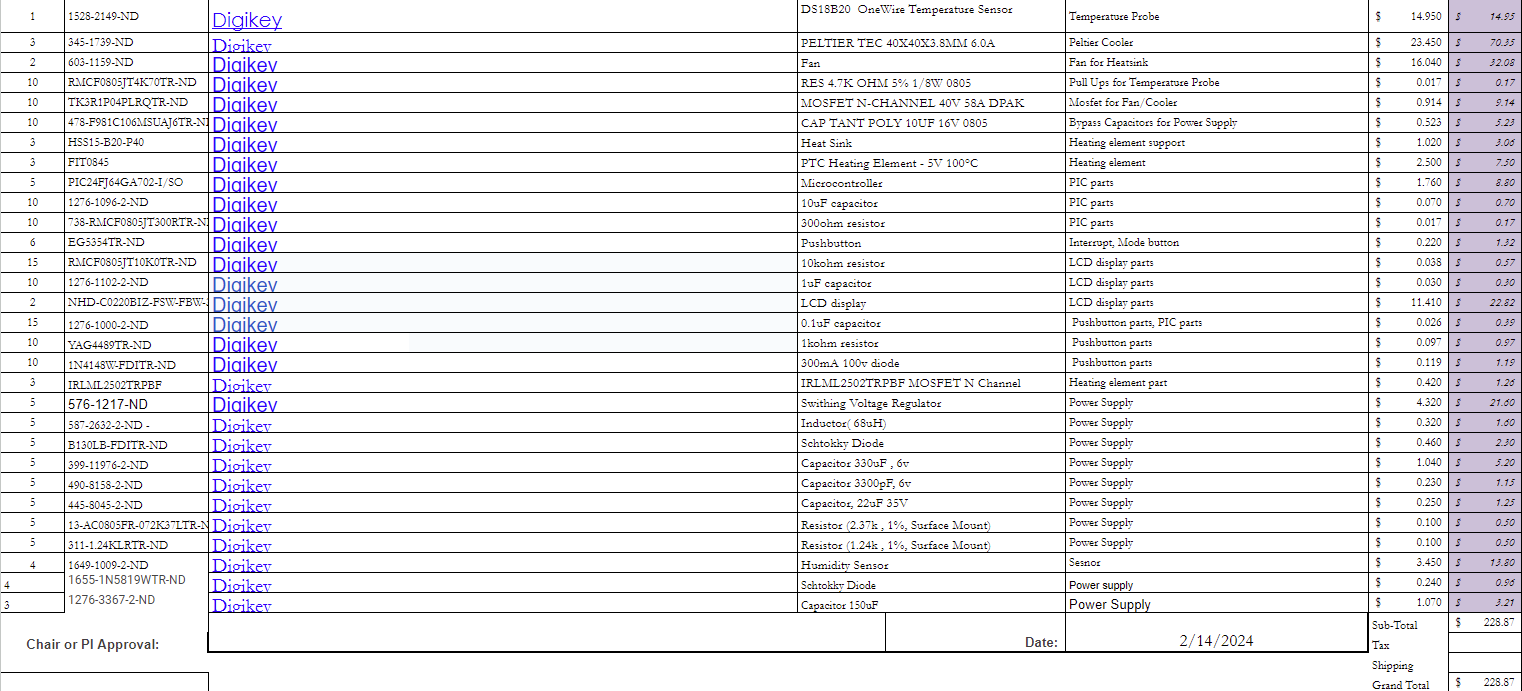 1 1528-2149-ND Digikey DS18B20 OneWire Temperature Sensor Temperature Probe $ 14.950 $ 14.95
3 345-1739-ND Digikey PELTIER TEC 40X40X3.8MM 6.0A Peltier Cooler $ 23.450 $ 70.35
2 603-1159-ND Digikey Fan Fan for Heatsink $ 16.040 $ 32.08
10 RMCF0805JT4K70TR-ND Digikey RES 4.7K OHM 5% 1/8W 0805 Pull Ups for Temperature Probe $ 0.017 $ 0.17
10 TK3R1P04PLRQTR-ND Digikey MOSFET N-CHANNEL 40V 58A DPAK Mosfet for Fan/Cooler $ 0.914 $ 9.14
10 478-F981C106MSUAJ6TR-ND Digikey CAP TANT POLY 10UF 16V 0805 Bypass Capacitors for Power Supply $ 0.523 $ 5.23
3 HSS15-B20-P40 Digikey Heat Sink Heating element support $ 1.020 $ 3.06
3 FIT0845 Digikey PTC Heating Element - 5V 100°C Heating element $ 2.500 $ 7.50
5 PIC24FJ64GA702-I/SO Digikey Microcontroller PIC parts $ 1.760 $ 8.80
10 1276-1096-2-ND Digikey 10uF capacitor PIC parts $ 0.070 $ 0.70
10 738-RMCF0805JT300RTR-ND Digikey 300ohm resistor PIC parts $ 0.017 $ 0.17
6 EG5354TR-ND Digikey Pushbutton Interrupt, Mode button $ 0.220 $ 1.32
15 RMCF0805JT10K0TR-ND Digikey 10kohm resistor LCD display parts $ 0.038 $ 0.57
10 1276-1102-2-ND Digikey 1uF capacitor LCD display parts $ 0.030 $ 0.30
2 NHD-C0220BIZ-FSW-FBW- Digikey LCD display LCD display parts $ 11.410 $ 22.82
15 1276-1000-2-ND Digikey 0.1uF capacitor Pushbutton parts, PIC parts $ 0.026 $ 0.39
10 YAG4489TR-ND Digikey 1kohm resistor Pushbutton parts $ 0.097 $ 0.97
10 1N4148W-FDITR-ND Digikey 300mA 100v diode Pushbutton parts $ 0.119 $ 1.19
3 IRLML2502TRPBF Digikey IRLML2502TRPBF MOSFET N Channel Heating element part $ 0.420 $ 1.26
5 576-1217-ND Digikey Swithing Voltage Regulator Power Supply $ 4.320 $ 21.60
5 587-2632-2-ND - Digikey Inductor( 68uH) Power Supply $ 0.320 $ 1.60
5 B130LB-FDITR-ND Digikey Schtokky Diode Power Supply $ 0.460 $ 2.30
5 399-11976-2-ND Digikey Capacitor 330uF , 6v Power Supply $ 1.040 $ 5.20
5 490-8158-2-ND Digikey Capacitor 3300pF, 6v Power Supply $ 0.230 $ 1.15
5 445-8045-2-ND Digikey Capacitor, 22uF 35V Power Supply $ 0.250 $ 1.25
5 13-AC0805FR-072K37LTR-N Digikey Resistor (2.37k , 1%, Surface Mount) Power Supply $ 0.100 $ 0.50
5 311-1.24KLRTR-ND Digikey Resistor (1.24k , 1%, Surface Mount) Power Supply $ 0.100 $ 0.50
4 1649-1009-2-ND Digikey Humidity Sensor Sesnor $ 3.450 $ 13.80
4 1655-1N5819WTR-ND Digikey Schtokky Diode Power supply $ 0.240 $ 0.96
3 1276-3367-2-ND Digikey Capacitor 150uF Power Supply $ 1.070 $ 3.21
Sub-Total $ 228.87
Chair or PI Approval: Date: 2/14/2024 Tax
Shipping
Grand Total $ 228.87